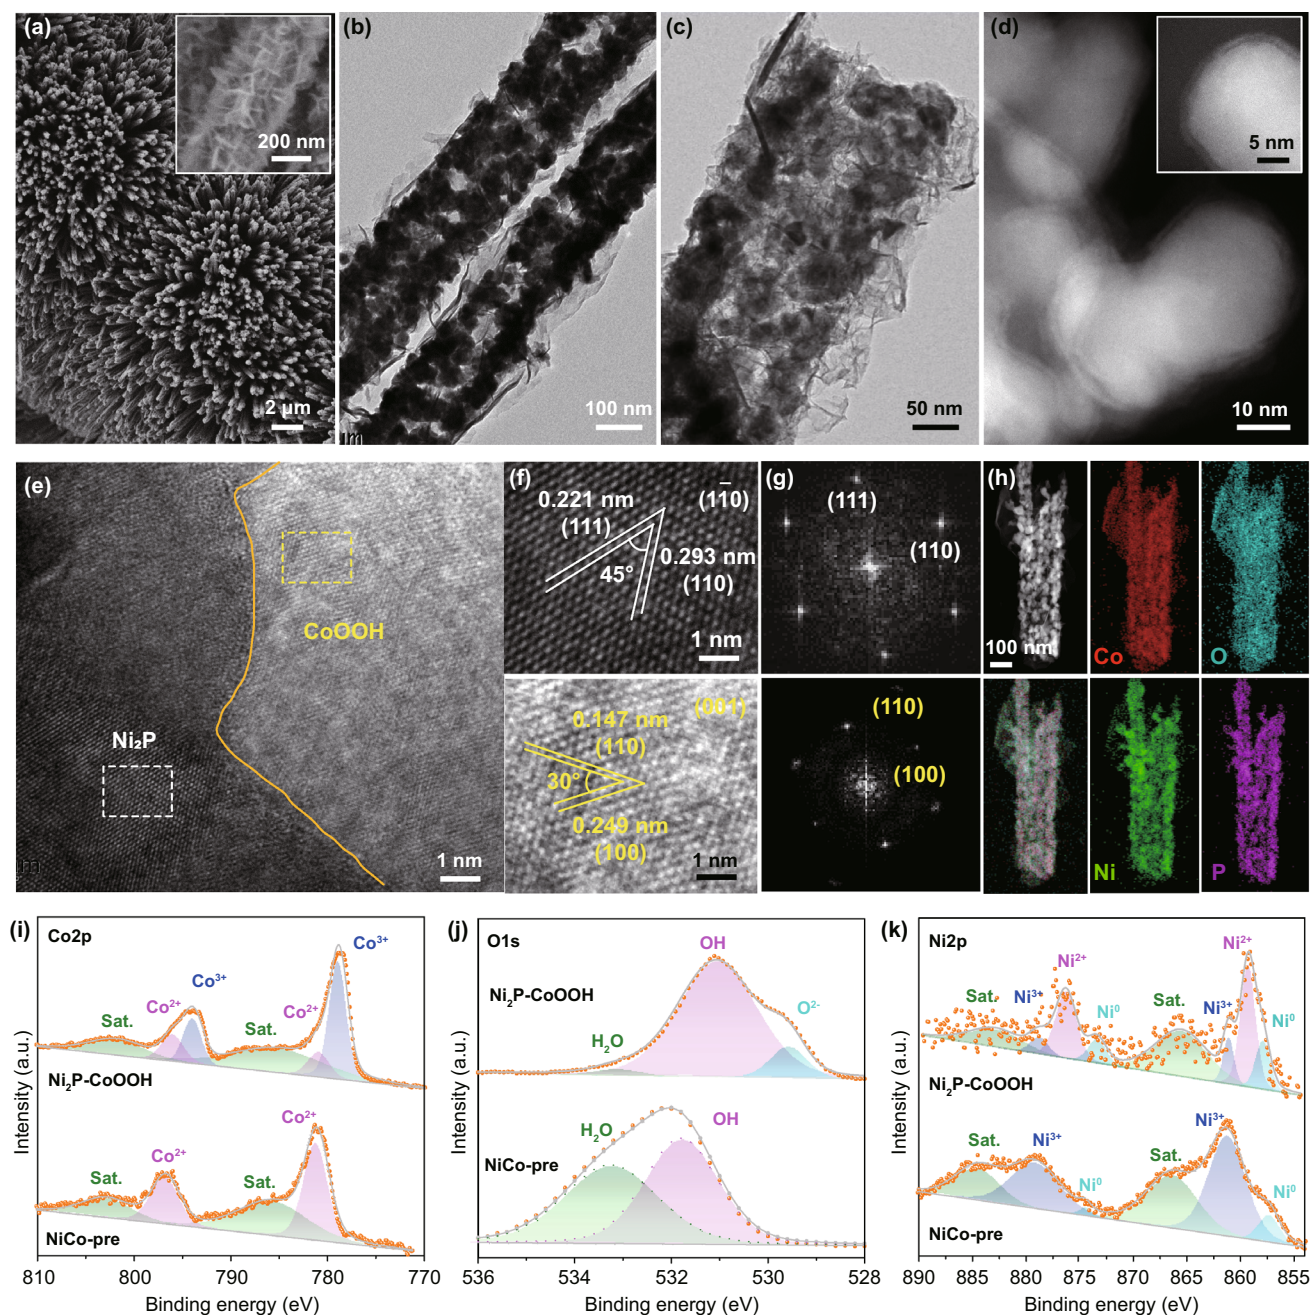 (a)
200 nm
2 µm
(b)
100 nm
(c)
50 nm
(d)
5 nm
10 nm
(e)
CoOOH
Ni₂P
1 nm
(f)
0.221 nm
(111)
(11̄0)
45°
0.293 nm
(110)
1 nm
(001)
0.147 nm
(110)
30°
0.249 nm
(100)
1 nm
(g)
(111)
(110)
(110)
(100)
(h)
100 nm
Co
O
Ni
P
(i)
Co2p
Co³⁺
Co³⁺
Co²⁺
Co²⁺
Sat.
Sat.
Ni₂P-CoOOH
Co²⁺
Co²⁺
Sat.
Sat.
NiCo-pre
Intensity (a.u.)
810 800 790 780 770
Binding energy (eV)
(j)
O1s
OH
Ni₂P-CoOOH
O²⁻
H₂O
H₂O
OH
NiCo-pre
Intensity (a.u.)
536 534 532 530 528
Binding energy (eV)
(k)
Ni2p
Ni²⁺
Ni²⁺
Sat.
Ni³⁺
Ni⁰
Sat.
Ni³⁺
Ni⁰
Ni₂P-CoOOH
Sat.
Ni³⁺
Ni⁰
Sat.
Ni³⁺
Ni⁰
NiCo-pre
Intensity (a.u.)
890 885 880 875 870 865 860 855
Binding energy (eV)